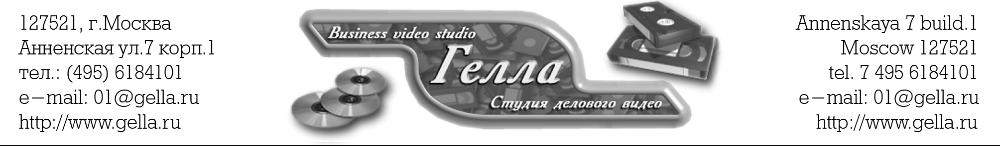 127521, г.Москва
Анненская ул.7 корп.1
тел.: (495) 6184101
e-mail: 01@gella.ru
http://www.gella.ru
Business video studio
Гелла
Студия делового видео
Annenskaya 7 build.1
Moscow 127521
tel. 7 495 6184101
e-mail: 01@gella.ru
http://www.gella.ru